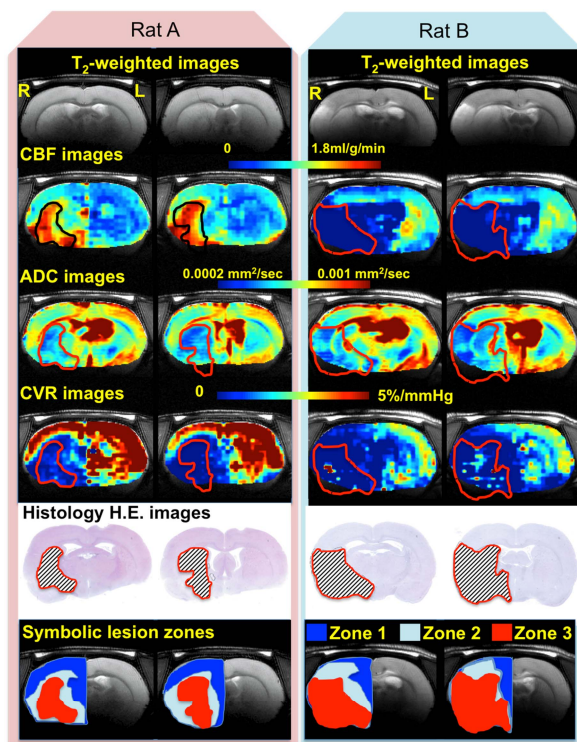 Rat A
Rat B
T2-weighted images
T2-weighted images
R
L
R
L
CBF images
0
1.8ml/g/min
ADC images
0.0002 mm²/sec
0.001 mm²/sec
CVR images
0
5%/mmHg
Histology H.E. images
Symbolic lesion zones
Zone 1
Zone 2
Zone 3